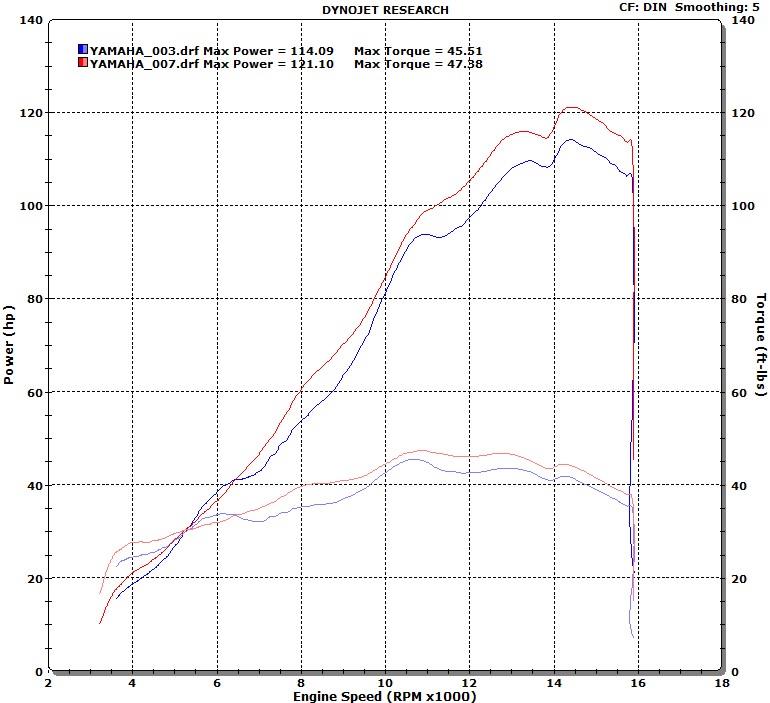 DYNOJET RESEARCH
CF: DIN Smoothing: 5
YAMAHA_003.drf Max Power = 114.09 Max Torque = 45.51
YAMAHA_007.drf Max Power = 121.10 Max Torque = 47.38
140 140
120 120
100 100
80 80
60 60
40 40
20 20
0 0
Power (hp)
Torque (ft-lbs)
2 4 6 8 10 12 14 16 18
Engine Speed (RPM x1000)